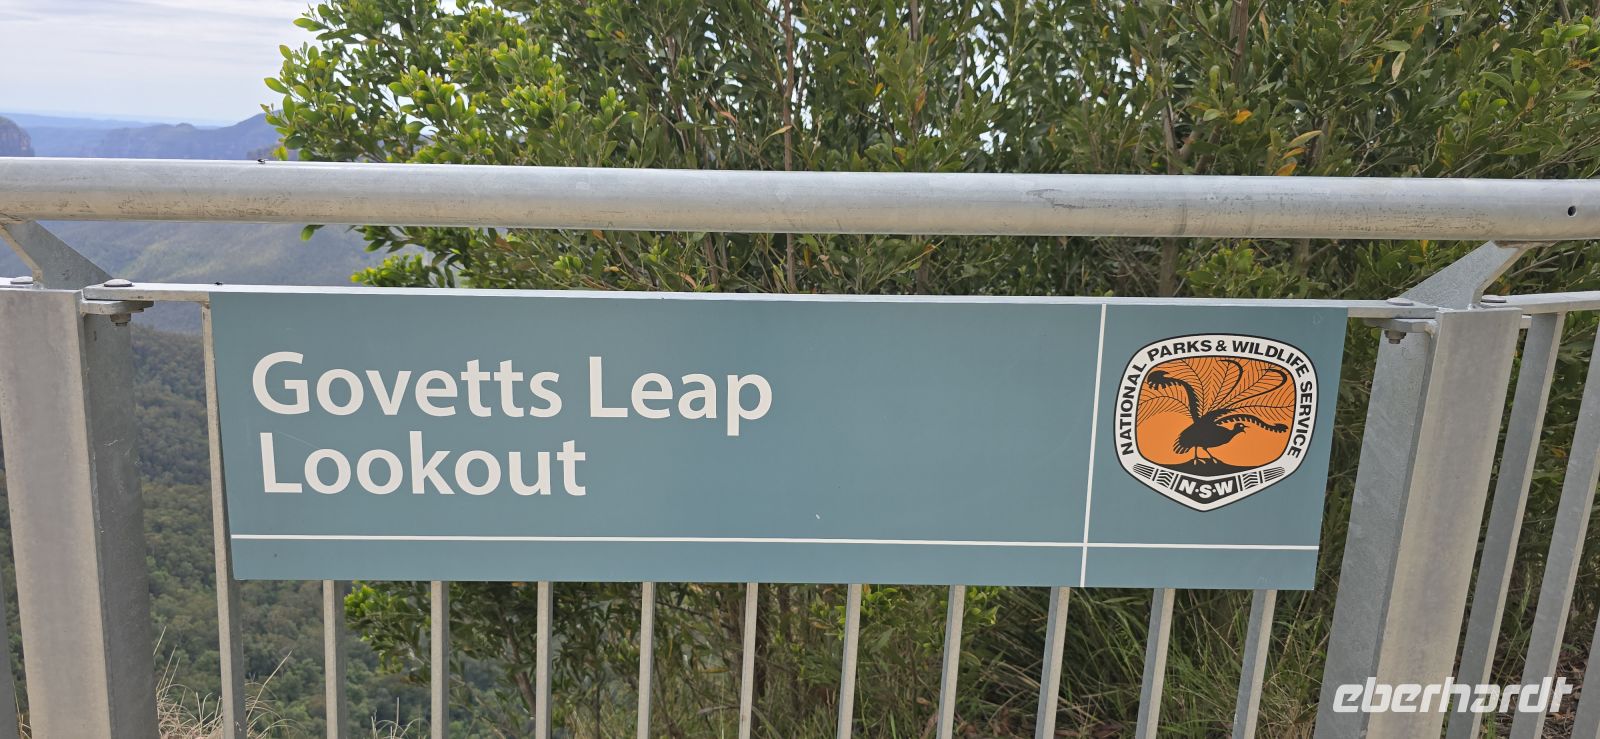 Govetts Leap
Lookout
NATIONAL PARKS & WILDLIFE SERVICE
N·S·W
eberhardt